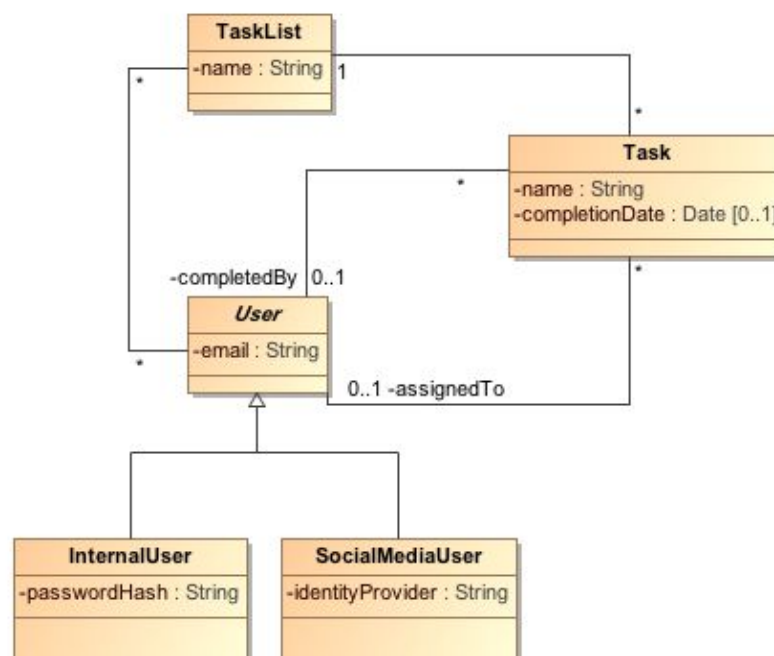 TaskList
-name : String
*
1
*
Task
-name : String
-completionDate : Date [0..1]
*
-completedBy 0..1
User
-email : String
*
*
0..1 -assignedTo
InternalUser
-passwordHash : String
SocialMediaUser
-identityProvider : String